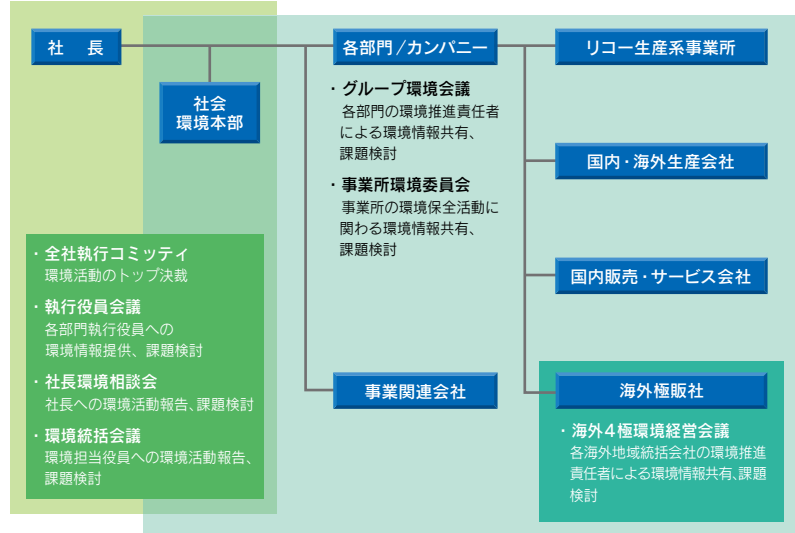 社　長
社会
環境本部
・全社執行コミッティ
環境活動のトップ決裁
・執行役員会議
各部門執行役員への
環境情報提供、課題検討
・社長環境相談会
社長への環境活動報告、課題検討
・環境統括会議
環境担当役員への環境活動報告、
課題検討
各部門/カンパニー
・グループ環境会議
各部門の環境推進責任者
による環境情報共有、
課題検討
・事業所環境委員会
事業所の環境保全活動に
関わる環境情報共有、
課題検討
事業関連会社
リコー生産系事業所
国内・海外生産会社
国内販売・サービス会社
海外極販社
・海外4極環境経営会議
各海外地域統括会社の環境推進
責任者による環境情報共有、課題
検討